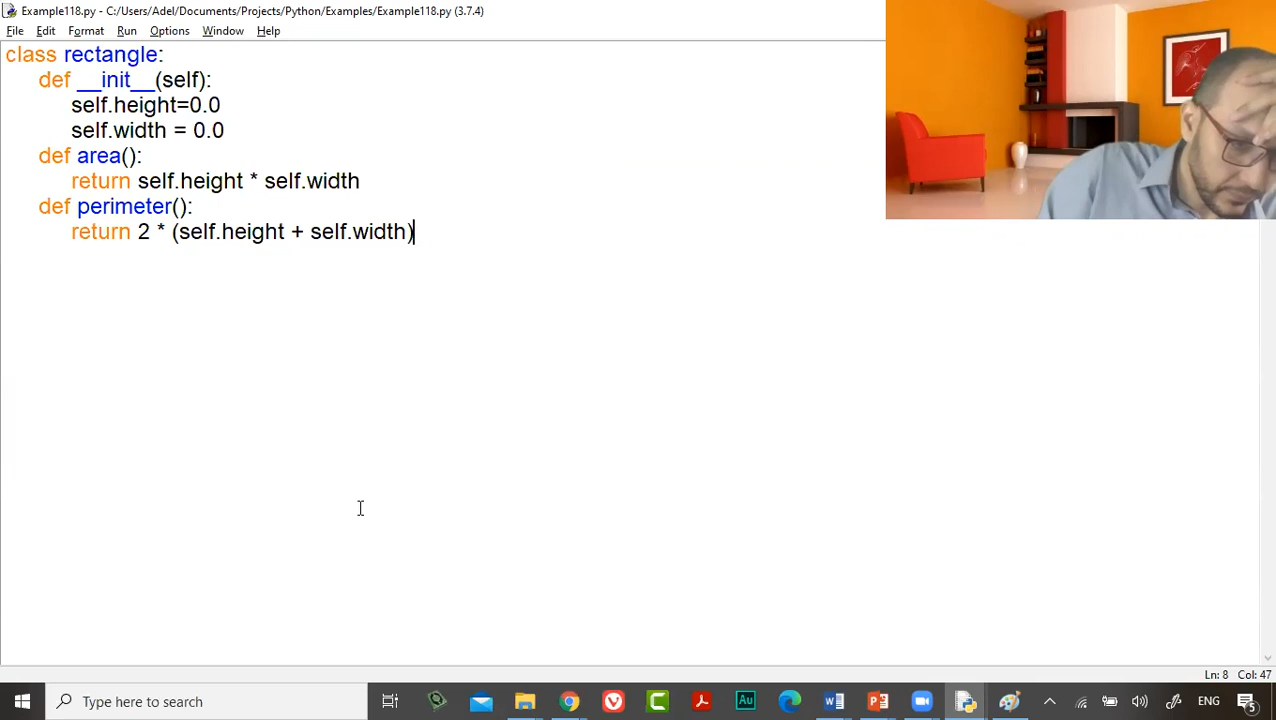 Example118.py - C:/Users/Adel/Documents/Projects/Python/Examples/Example118.py (3.7.4)
File Edit Format Run Options Window Help
class rectangle:
def __init__(self):
self.height=0.0
self.width = 0.0
def area():
return self.height * self.width
def perimeter():
return 2 * (self.height + self.width)
Ln: 8 Col: 47
Type here to search
Au
ENG
5